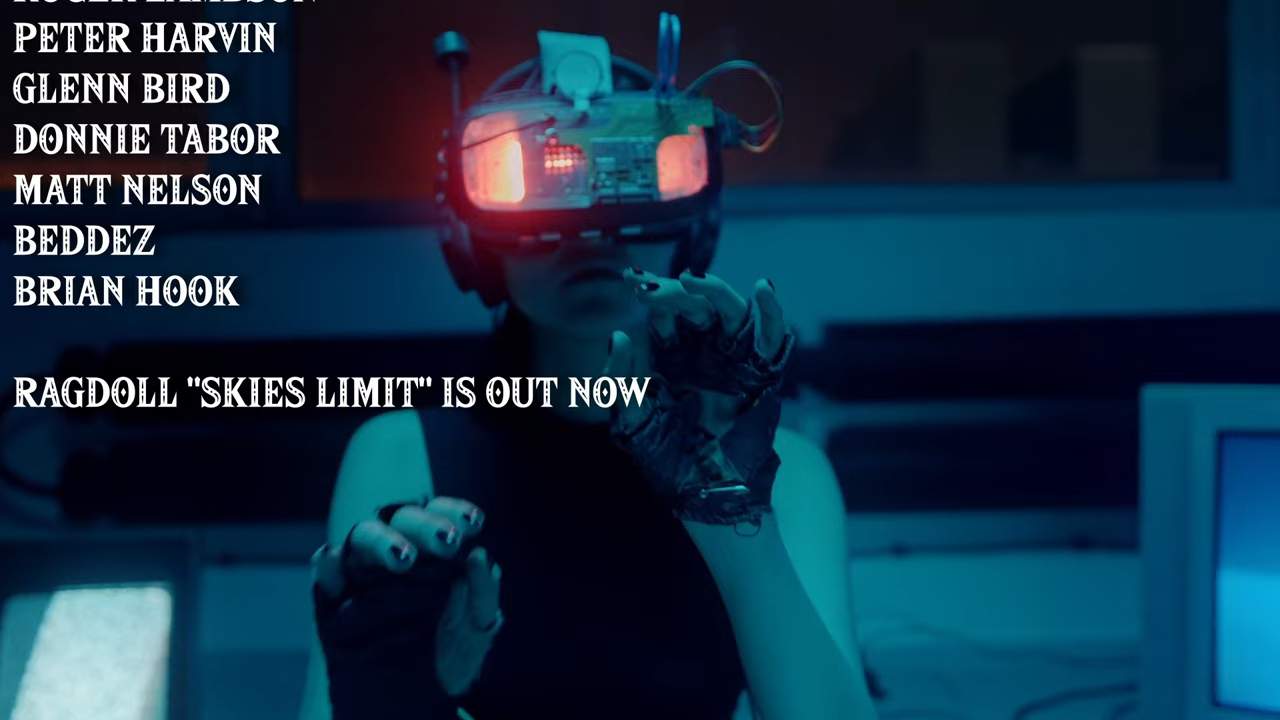 PETER HARVIN
GLENN BIRD
DONNIE TABOR
MATT NELSON
BEDDEZ
BRIAN HOOK
RAGDOLL "SKIES LIMIT" IS OUT NOW